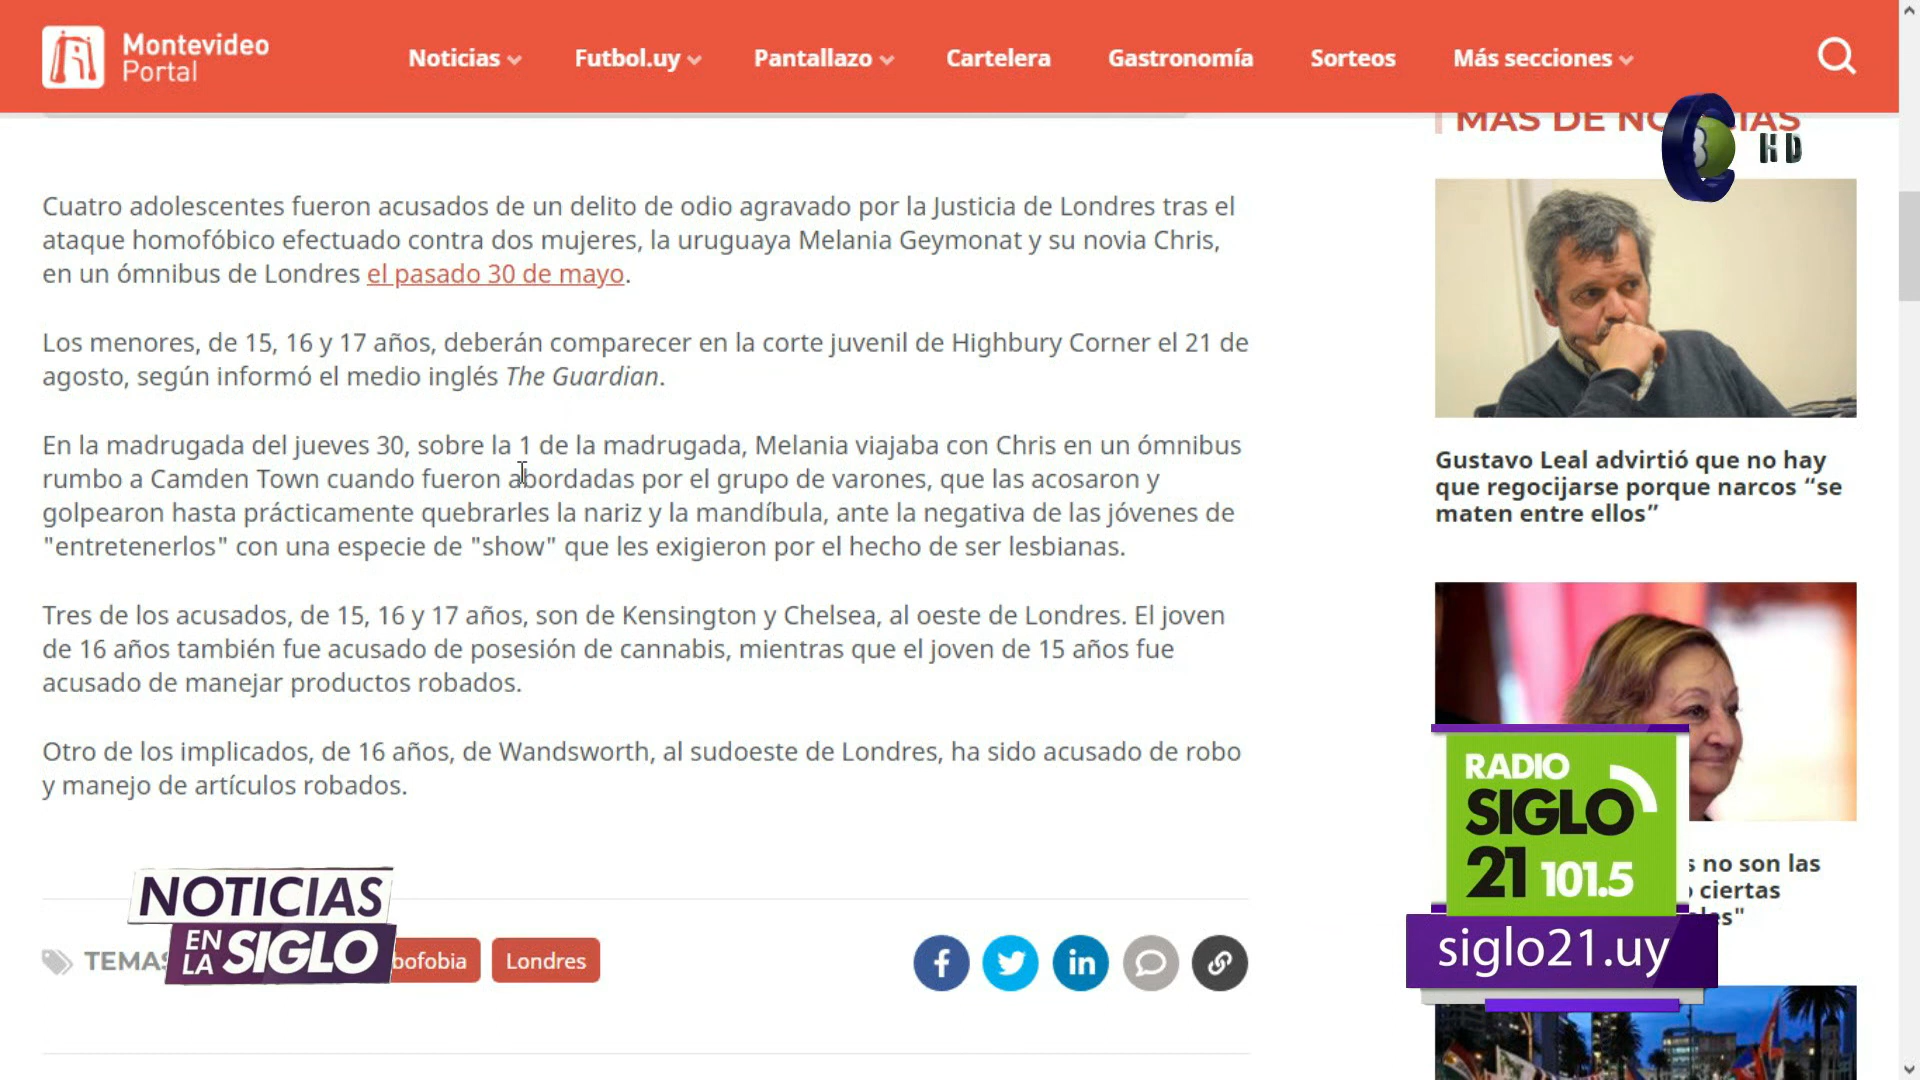 Montevideo
Portal
Noticias
Futbol.uy
Pantallazo
Cartelera
Gastronomía
Sorteos
Más secciones
HD
Cuatro adolescentes fueron acusados de un delito de odio agravado por la Justicia de Londres tras el
ataque homofóbico efectuado contra dos mujeres, la uruguaya Melania Geymonat y su novia Chris,
en un ómnibus de Londres el pasado 30 de mayo.
Los menores, de 15, 16 y 17 años, deberán comparecer en la corte juvenil de Highbury Corner el 21 de
agosto, según informó el medio inglés The Guardian.
En la madrugada del jueves 30, sobre la 1 de la madrugada, Melania viajaba con Chris en un ómnibus
rumbo a Camden Town cuando fueron abordadas por el grupo de varones, que las acosaron y
golpearon hasta prácticamente quebrarles la nariz y la mandíbula, ante la negativa de las jóvenes de
"entretenerlos" con una especie de "show" que les exigieron por el hecho de ser lesbianas.
Tres de los acusados, de 15, 16 y 17 años, son de Kensington y Chelsea, al oeste de Londres. El joven
de 16 años también fue acusado de posesión de cannabis, mientras que el joven de 15 años fue
acusado de manejar productos robados.
Otro de los implicados, de 16 años, de Wandsworth, al sudoeste de Londres, ha sido acusado de robo
y manejo de artículos robados.
TEMAS
Londres
NOTICIAS
EN LA SIGLO
MÁS DE
Gustavo Leal advirtió que no hay
que regocijarse porque narcos “se
maten entre ellos”
no son las
ciertas
RADIO
SIGLO
21 101.5
siglo21.uy